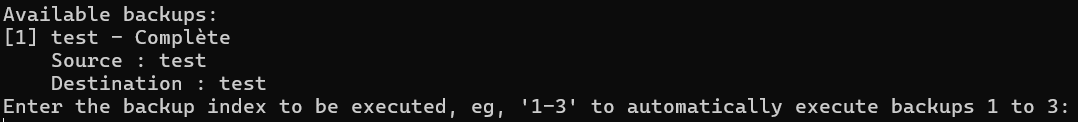 Available backups:
[1] test - Complète
Source : test
Destination : test
Enter the backup index to be executed, eg, '1-3' to automatically execute backups 1 to 3: